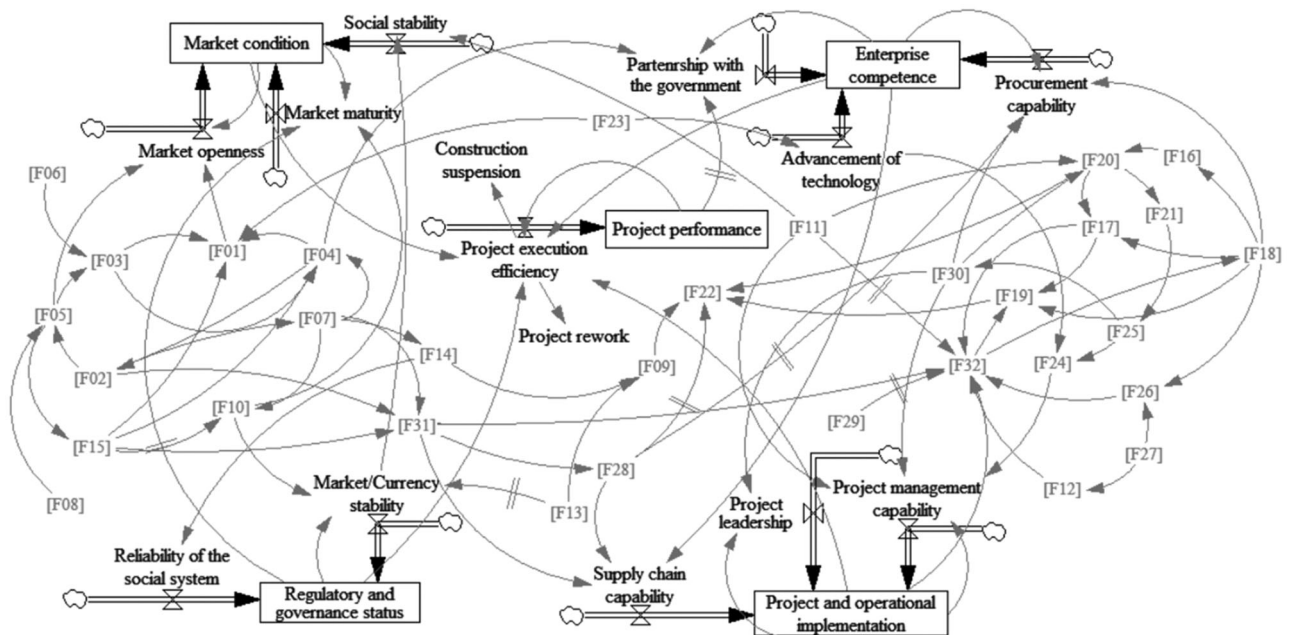 Social stability
Market condition
Partenrship with
the government
Enterprise
competence
Procurement
capability
Market maturity
[F23]
Market openness
Construction
suspension
Advancement of
technology
[F20]
[F16]
[F06]
[F21]
[F11]
[F17]
Project performance
[F03]
[F01]
[F04]
Project execution
efficiency
[F18]
[F30]
[F22]
[F19]
[F05]
[F07]
Project rework
[F25]
[F14]
[F09]
[F32]
[F24]
[F02]
[F26]
[F10]
[F31]
[F29]
[F15]
[F27]
[F28]
[F08]
Market/Currency
stability
[F13]
Project
leadership
Project management
capability
[F12]
Reliability of the
social system
Supply chain
capability
Regulatory and
governance status
Project and operational
implementation